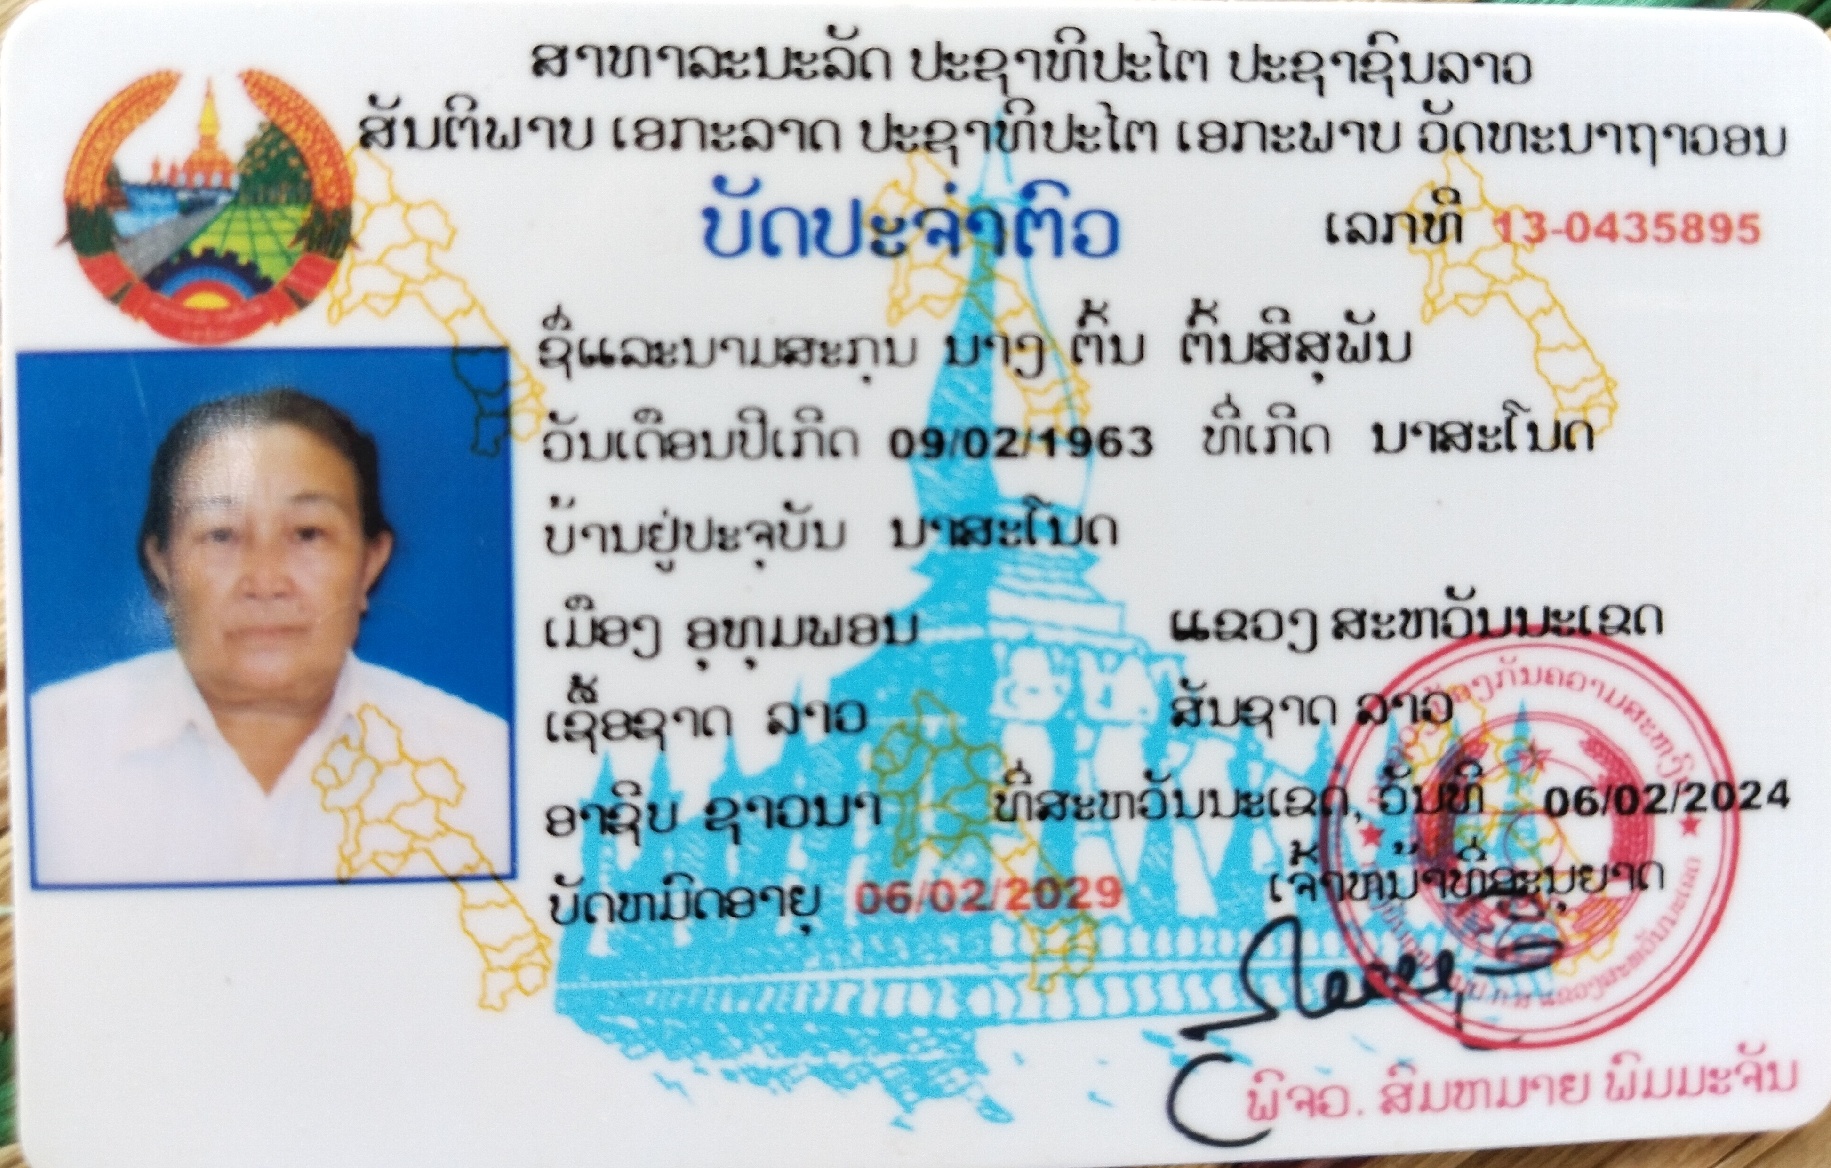 ສາທາລະນະລັດ ປະຊາທິປະໄຕ ປະຊາຊົນລາວ
ສັນຕິພາບ ເອກະລາດ ປະຊາທິປະໄຕ ເອກະພາບ ວັດທະນາຖາວອນ
ບັດປະຈຳຕົວ
ເລກທີ 13-0435895
ຊື່ແລະນາມສະກຸນ ນາງ ຕົ້ນ ຕົ້ນສີສຸພັນ
ວັນເດືອນປີເກີດ 09/02/1963 ທີ່ເກີດ ນາສະໂນດ
ບ້ານຢູ່ປະຈຸບັນ ນາສະໂນດ
ເມືອງ ອຸທຸມພອນ ແຂວງ ສະຫວັນນະເຂດ
ເຊື້ອຊາດ ລາວ ສັນຊາດ ລາວ
ອາຊີບ ຊາວນາ ທີ່ສະຫວັນນະເຂດ, ວັນທີ 06/02/2024
ບັດຫມົດອາຍຸ 06/02/2029 ເຈົ້າຫນ້າທີ່ອະນຸຍາດ
ພົຈວ. ສົມຫມາຍ ພິມມະຈັນ